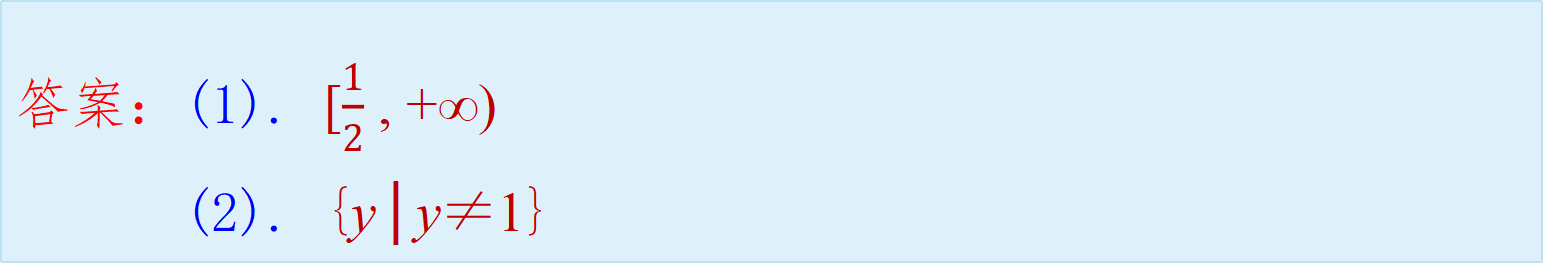 答案：(1). [1/2, +∞)
(2). {y|y≠1}